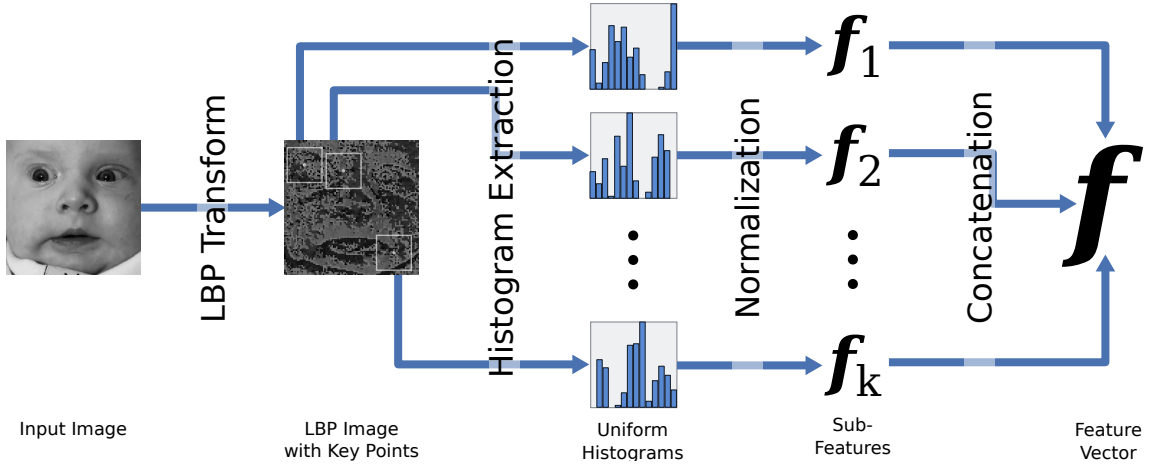 LBP Transform
Histogram Extraction
Normalization
Concatenation
f1
f2
fk
f
Input Image
LBP Image
with Key Points
Uniform
Histograms
Sub-
Features
Feature
Vector